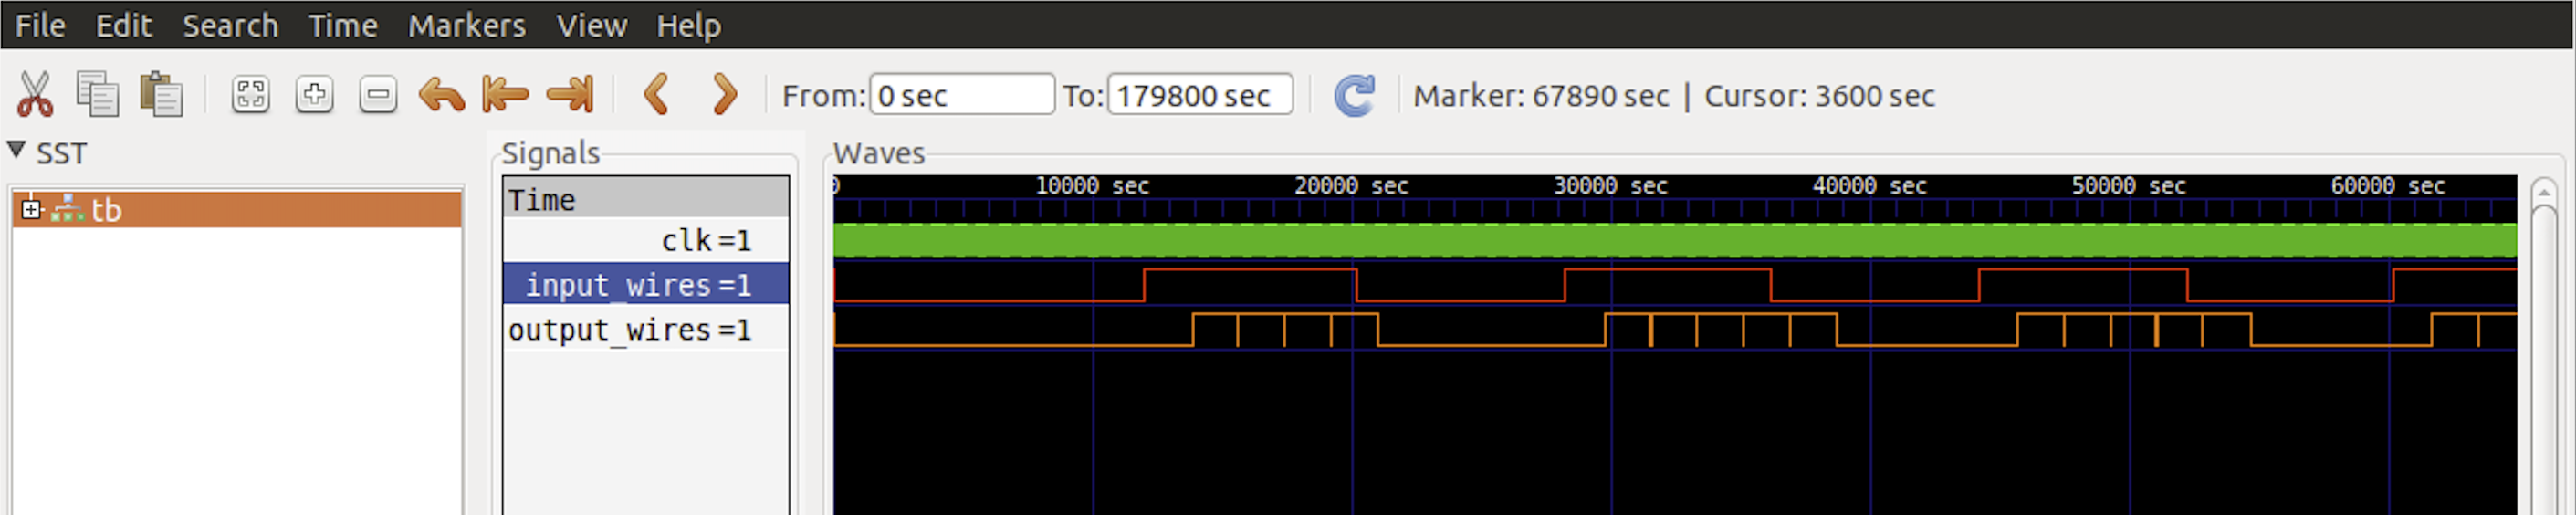 File Edit Search Time Markers View Help
From: 0 sec To: 179800 sec Marker: 67890 sec | Cursor: 3600 sec
SST
tb
Signals
Time
clk =1
input_wires =1
output_wires =1
Waves
0 10000 sec 20000 sec 30000 sec 40000 sec 50000 sec 60000 sec